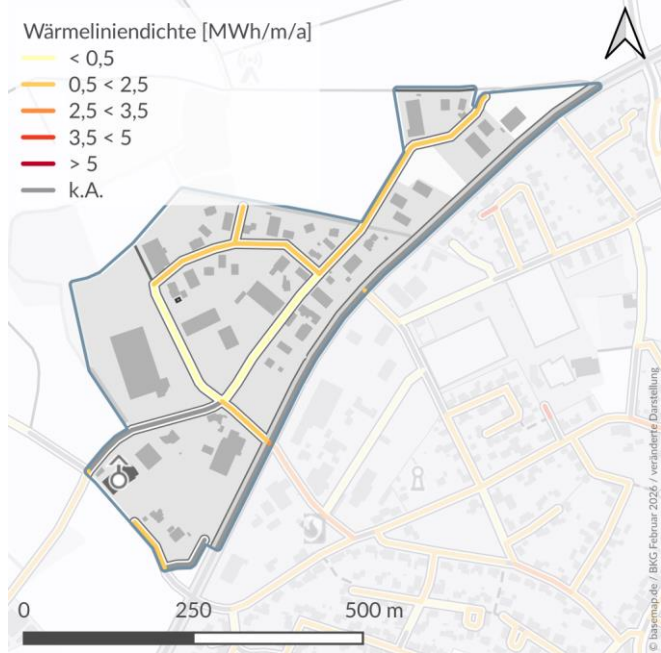 Wärmeliniendichte [MWh/m/a]
< 0,5
0,5 < 2,5
2,5 < 3,5
3,5 < 5
> 5
k.A.
0 250 500 m
© basemap.de / BKG Februar 2026 / veränderte Darstellung